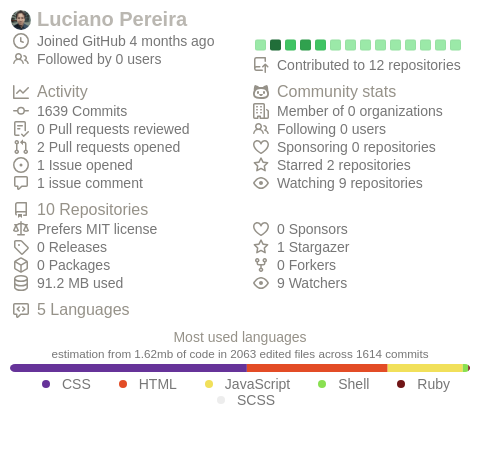 Luciano Pereira
Joined GitHub 4 months ago
Followed by 0 users
Contributed to 12 repositories
Activity
1639 Commits
0 Pull requests reviewed
2 Pull requests opened
1 Issue opened
1 issue comment
Community stats
Member of 0 organizations
Following 0 users
Sponsoring 0 repositories
Starred 2 repositories
Watching 9 repositories
10 Repositories
Prefers MIT license
0 Releases
0 Packages
91.2 MB used
0 Sponsors
1 Stargazer
0 Forkers
9 Watchers
5 Languages
Most used languages
estimation from 1.62mb of code in 2063 edited files across 1614 commits
CSS HTML JavaScript Shell Ruby
SCSS